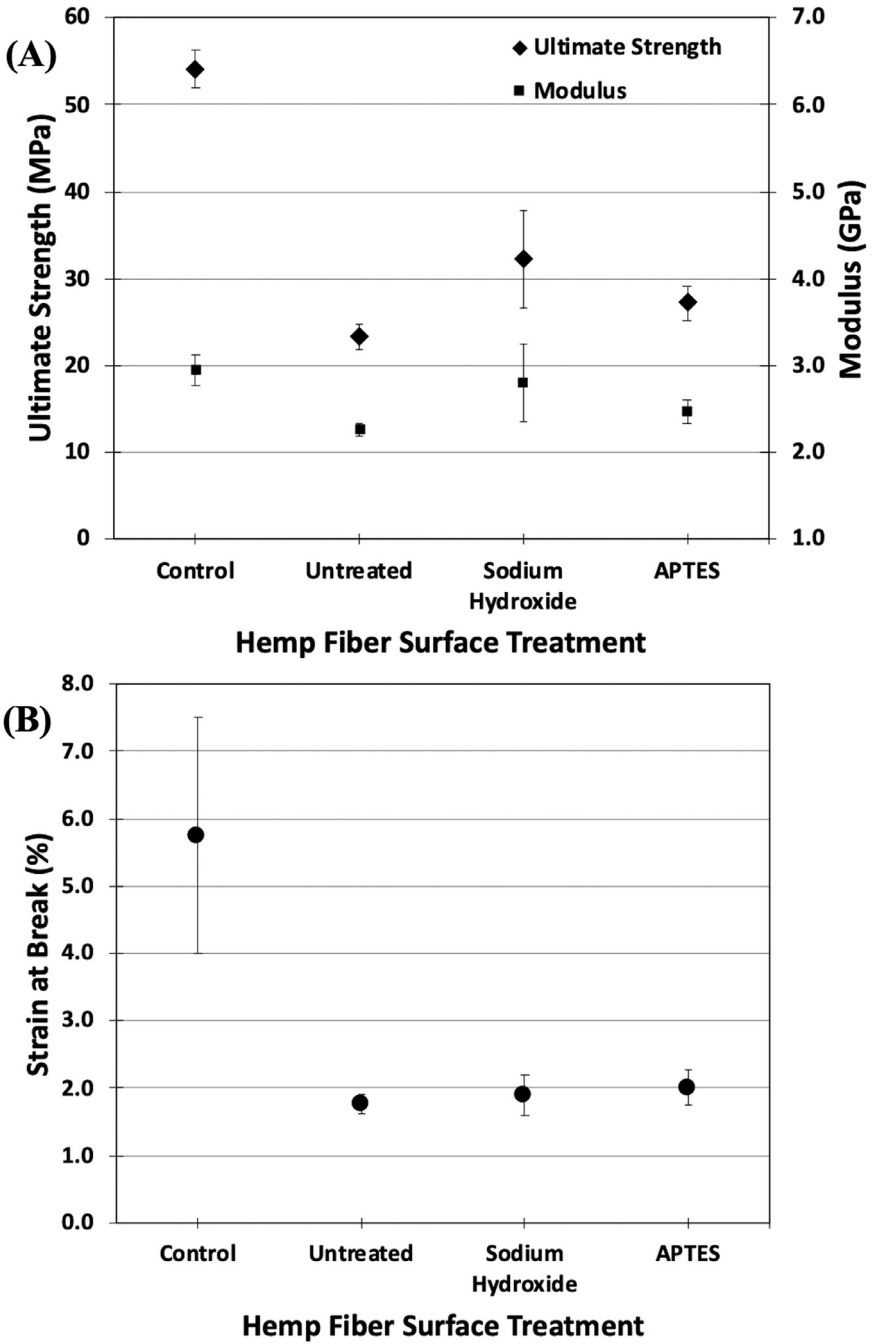 (A)
60
50
40
30
20
10
0
Ultimate Strength (MPa)
7.0
6.0
5.0
4.0
3.0
2.0
1.0
Modulus (GPa)
Ultimate Strength
Modulus
Control
Untreated
Sodium
Hydroxide
APTES
Hemp Fiber Surface Treatment
(B)
8.0
7.0
6.0
5.0
4.0
3.0
2.0
1.0
0.0
Strain at Break (%)
Control
Untreated
Sodium
Hydroxide
APTES
Hemp Fiber Surface Treatment